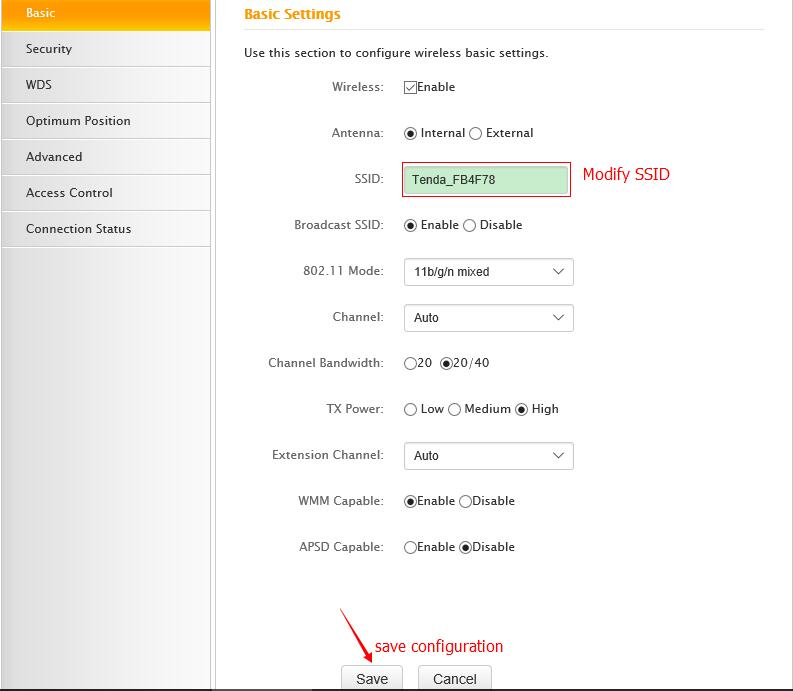 Basic
Security
WDS
Optimum Position
Advanced
Access Control
Connection Status
Basic Settings
Use this section to configure wireless basic settings.
Wireless: Enable
Antenna: Internal External
SSID: Tenda_FB4F78 Modify SSID
Broadcast SSID: Enable Disable
802.11 Mode: 11b/g/n mixed
Channel: Auto
Channel Bandwidth: 20 20/40
TX Power: Low Medium High
Extension Channel: Auto
WMM Capable: Enable Disable
APSD Capable: Enable Disable
save configuration
Save Cancel